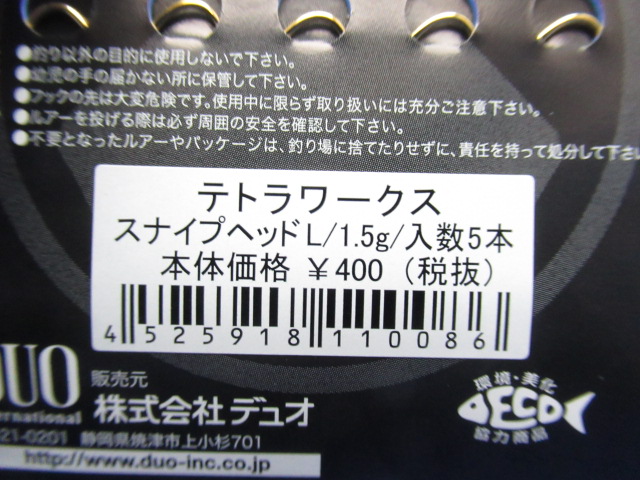 ●釣り以外の目的に使用しないで下さい。
●幼児の手の届かない所に保管して下さい。
●フックの先は大変危険です。使用中に限らず取り扱いには充分ご注意下さい。
●ルアーを投げる際は必ず周囲の安全を確認して下さい。
●不要となったルアーやパッケージは、釣り場に捨てたりせずに、責任を持って処分して下さい
テトラワークス
スナイプヘッドL/1.5g/入数5本
本体価格 ￥400（税抜）
4 525918 110086
DUO
international
販売元
株式会社デュオ
21-0201 静岡県焼津市上小杉701
http://www.duo-inc.co.jp
環境・美化
DECO
協力商品